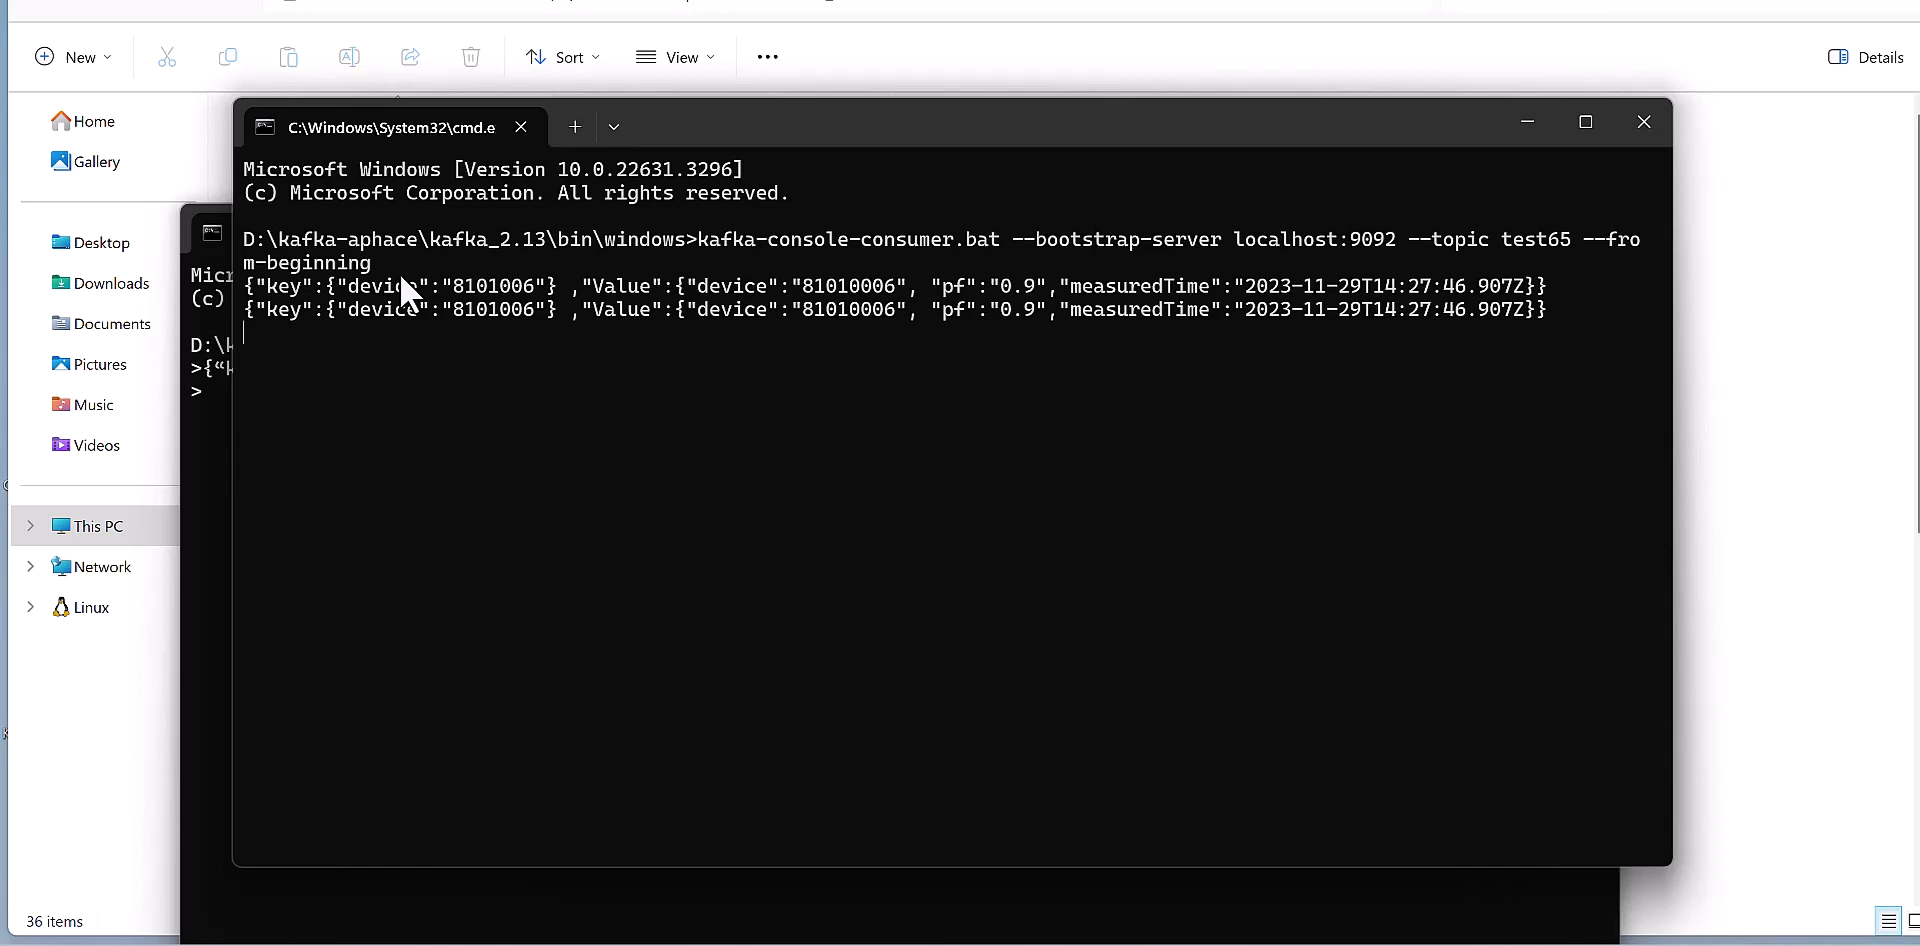 New
Sort
View
Details
Home
Gallery
Desktop
Downloads
Documents
Pictures
Music
Videos
This PC
Network
Linux
36 items
C:\Windows\System32\cmd.e
Microsoft Windows [Version 10.0.22631.3296]
(c) Microsoft Corporation. All rights reserved.
D:\kafka-aphace\kafka_2.13\bin\windows>kafka-console-consumer.bat --bootstrap-server localhost:9092 --topic test65 --fro
m-beginning
{"key":{"device":"8101006"} ,"Value":{"device":"81010006", "pf":"0.9","measuredTime":"2023-11-29T14:27:46.907Z}}
{"key":{"device":"8101006"} ,"Value":{"device":"81010006", "pf":"0.9","measuredTime":"2023-11-29T14:27:46.907Z}}
Micr
(c)
D:\k
>{“k
>